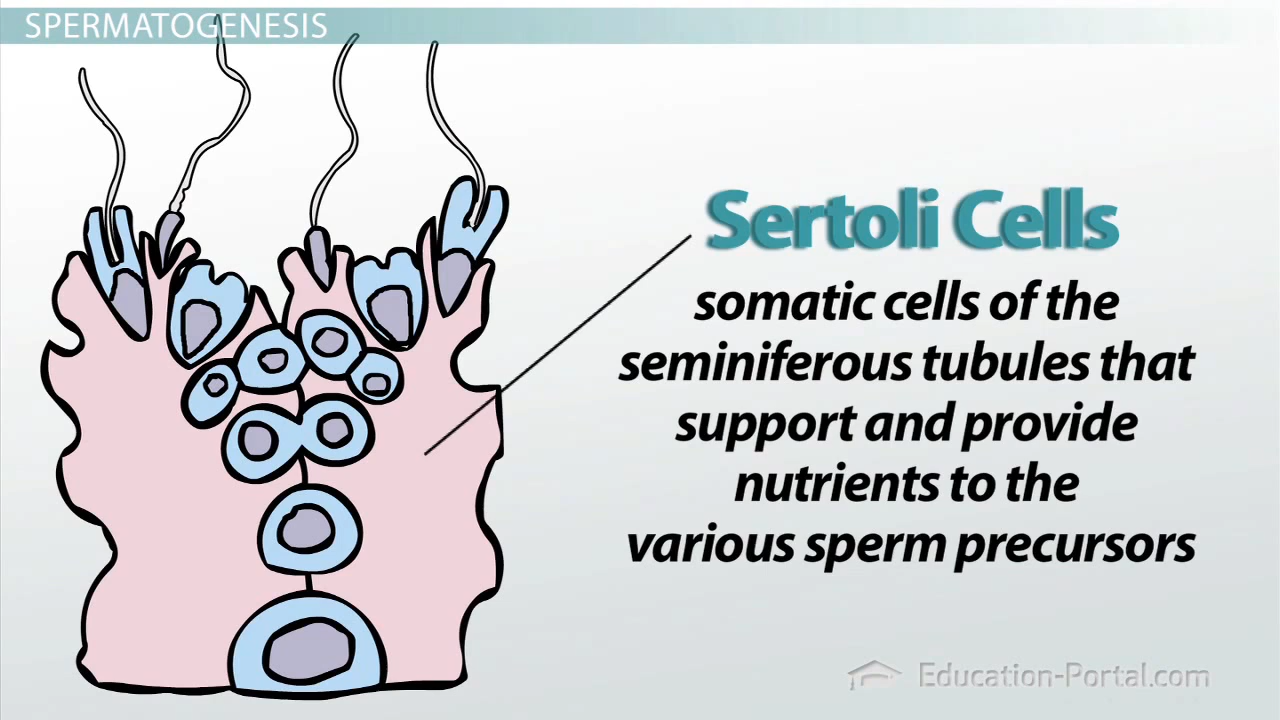 SPERMATOGENESIS
Sertoli Cells
somatic cells of the
seminiferous tubules that
support and provide
nutrients to the
various sperm precursors
Education-Portal.com